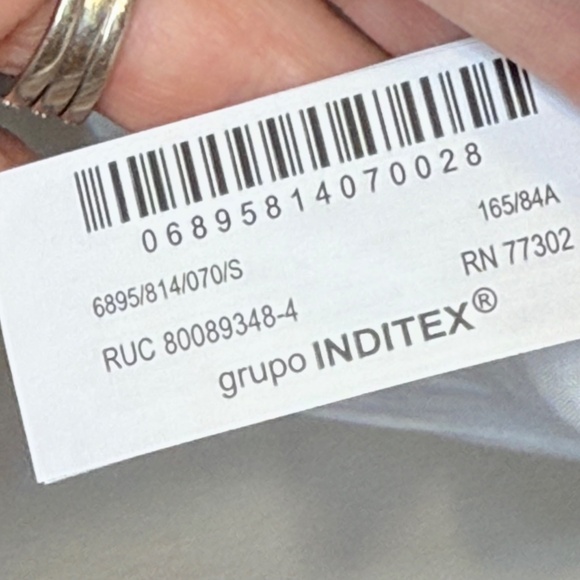 06895814070028
165/84A
6895/814/070/S
RN 77302
RUC 80089348-4
grupo INDITEX®